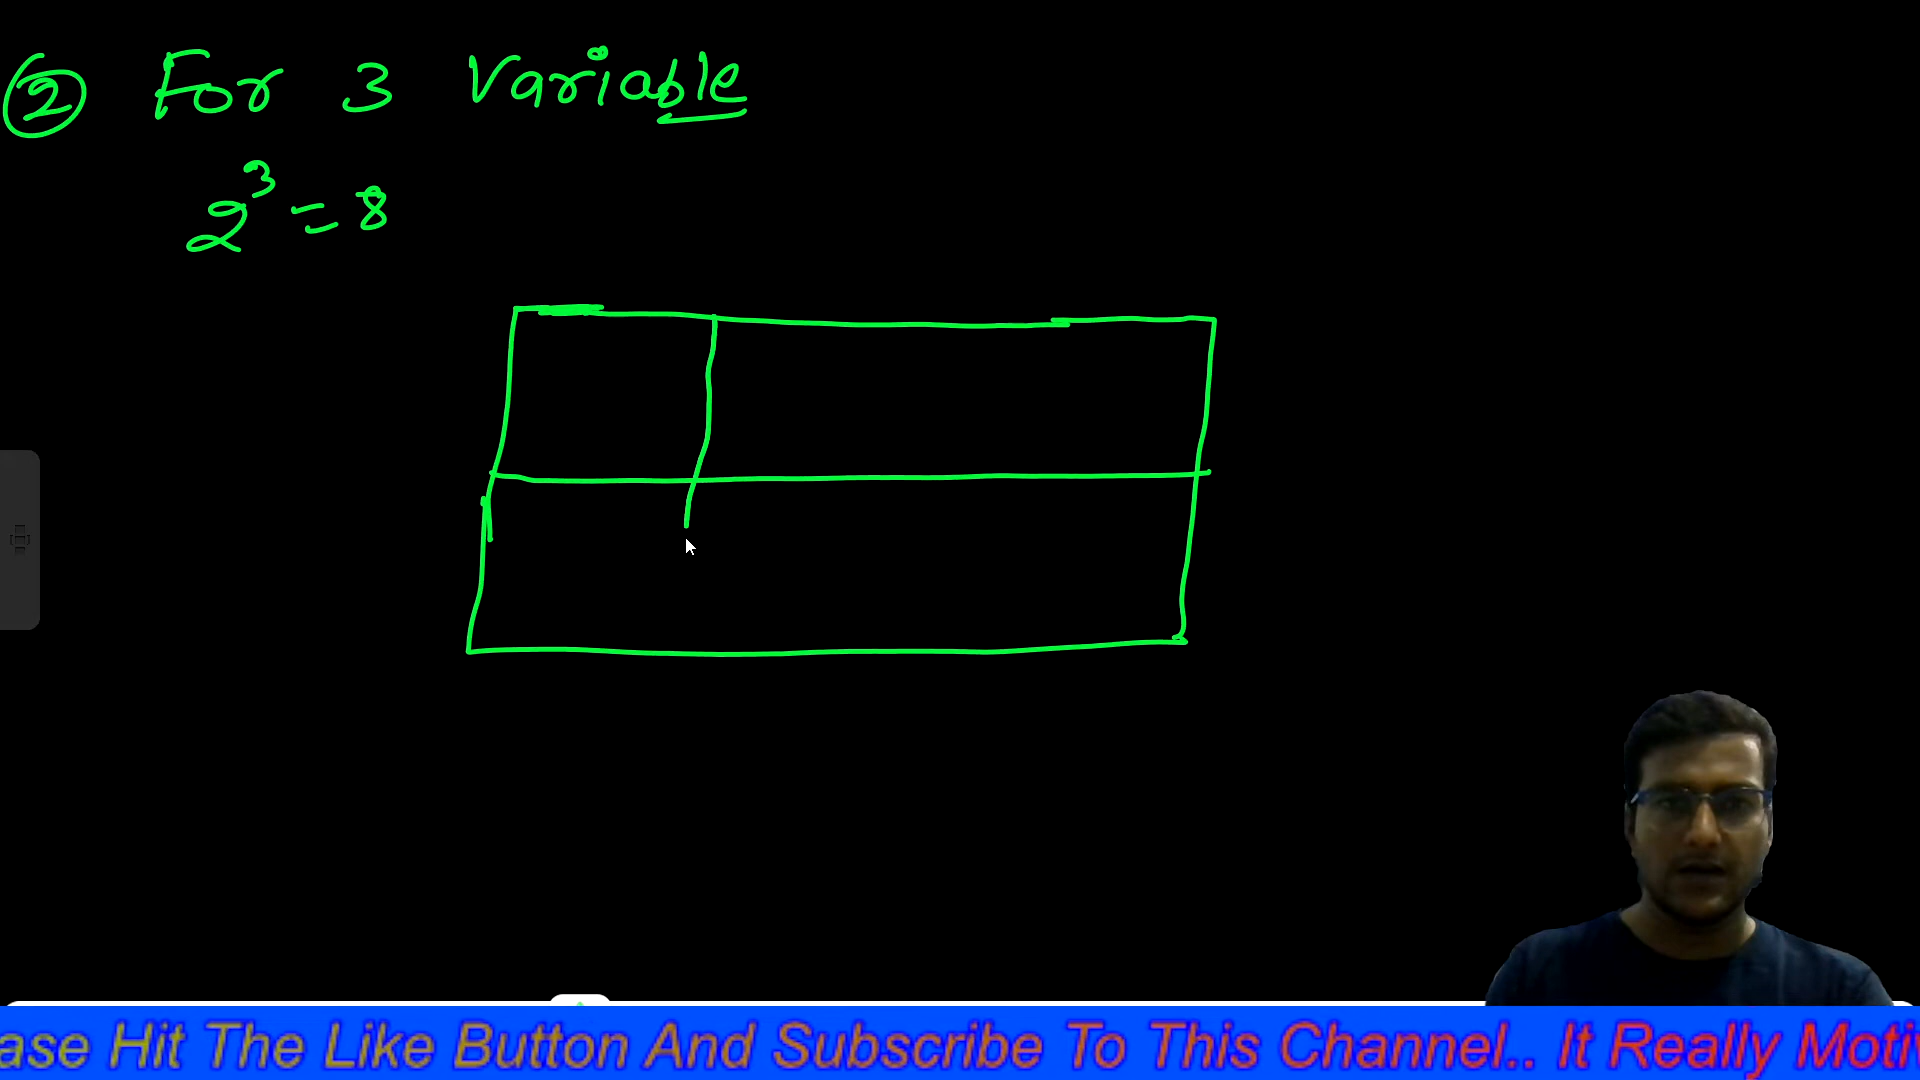 ② For 3 Variable
2³ = 8
ase Hit The Like Button And Subscribe To This Channel.. It Really Moti